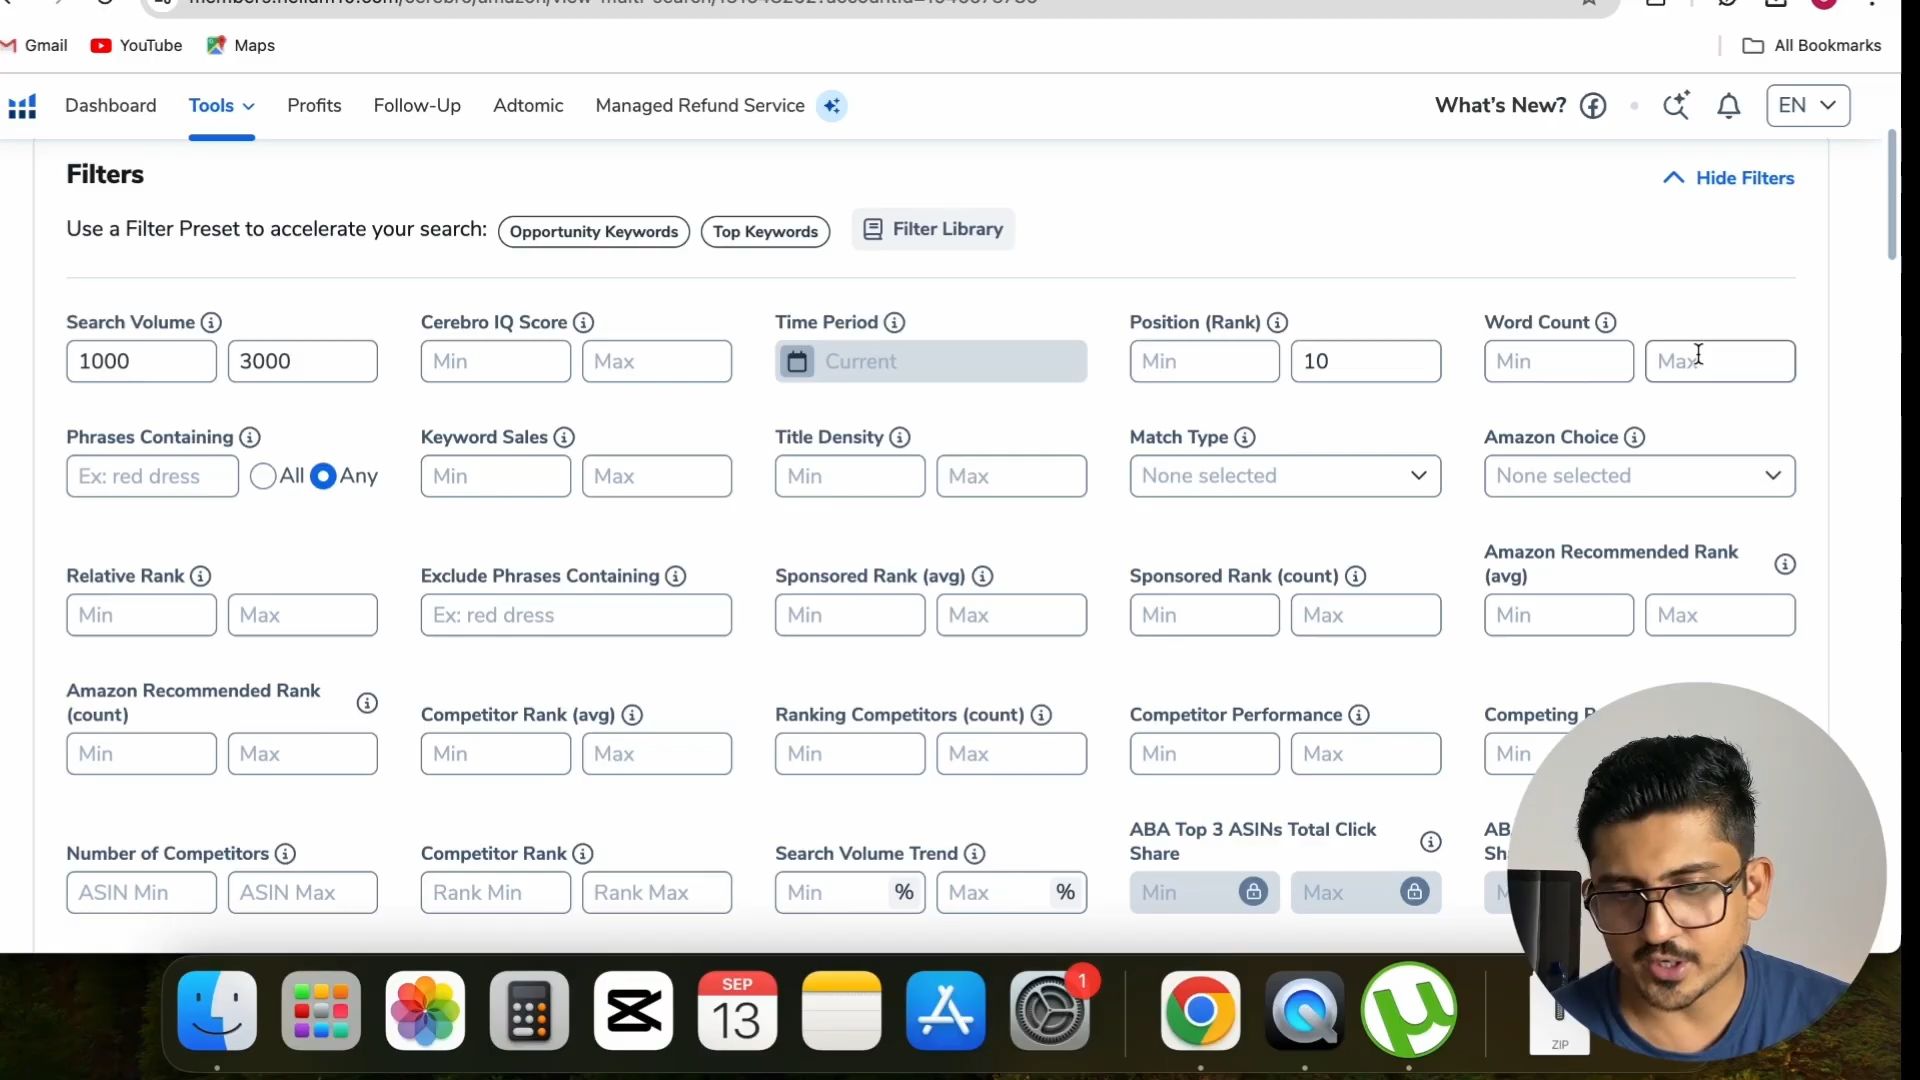 Gmail
YouTube
Maps
All Bookmarks
Dashboard
Tools
Profits
Follow-Up
Adtomic
Managed Refund Service
What's New?
EN
Filters
Hide Filters
Use a Filter Preset to accelerate your search:
Opportunity Keywords
Top Keywords
Filter Library
Search Volume
Cerebro IQ Score
Time Period
Position (Rank)
Word Count
1000
3000
Min
Max
Current
Min
10
Min
Max
Phrases Containing
Keyword Sales
Title Density
Match Type
Amazon Choice
Ex: red dress
All
Any
Min
Max
Min
Max
None selected
None selected
Relative Rank
Exclude Phrases Containing
Sponsored Rank (avg)
Sponsored Rank (count)
Amazon Recommended Rank
(avg)
Min
Max
Ex: red dress
Min
Max
Min
Max
Min
Max
Amazon Recommended Rank
(count)
Competitor Rank (avg)
Ranking Competitors (count)
Competitor Performance
Competing
Min
Max
Min
Max
Min
Max
Min
Max
Min
Number of Competitors
Competitor Rank
Search Volume Trend
ABA Top 3 ASINs Total Click
Share
ASIN Min
ASIN Max
Rank Min
Rank Max
Min
%
Max
%
Min
Max
SEP
13
1
ZIP